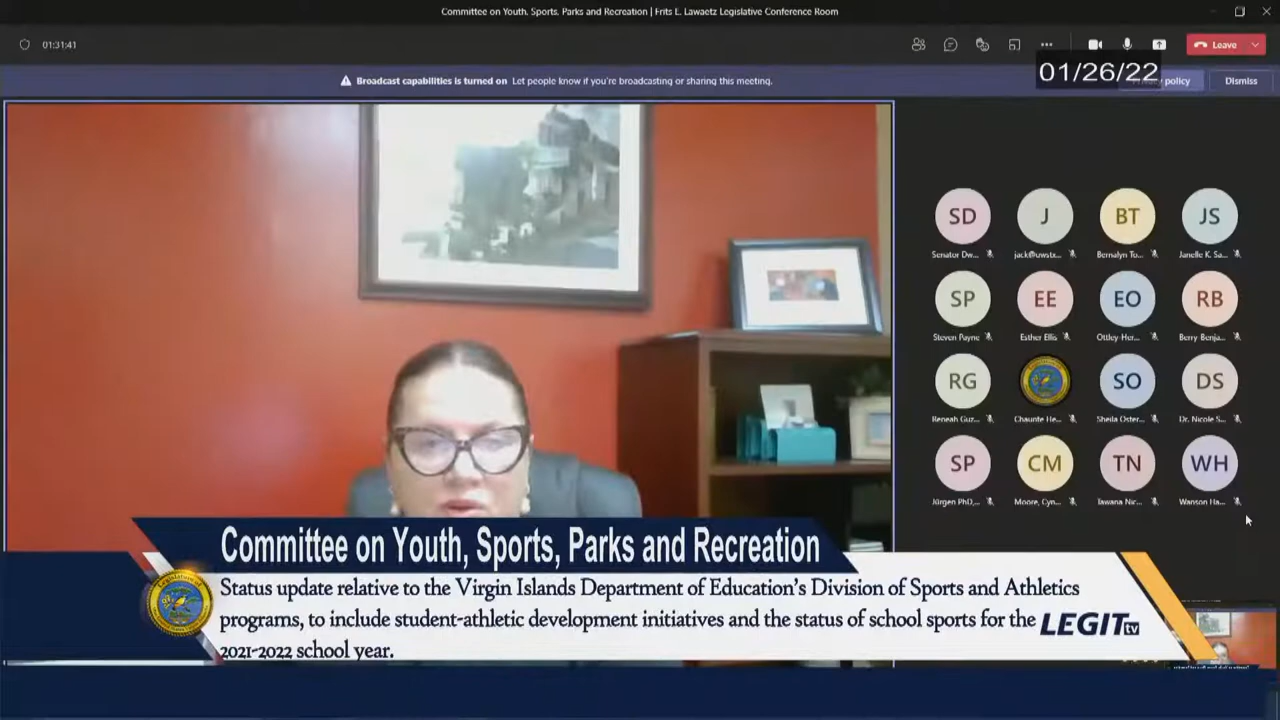 Committee on Youth, Sports, Parks and Recreation | Frits E. Lawaetz Legislative Conference Room
01:31:41
Leave
Broadcast capabilities is turned on Let people know if you're broadcasting or sharing this meeting.
policy
Dismiss
01/26/22
SD J BT JS
Senator Dw... jack@uwstx... Bernalyn To... Janelle K. Sa...
SP EE EO RB
Steven Payne Esther Ellis Ottley Her... Berry Benja...
RG SO DS
Reneah Guz... Chaunte He... Sheila Oster... Dr. Nicole S...
SP CM TN WH
Jürgen PhD,... Moore, Cyn... Tawana Nic... Wanson Ha...
Committee on Youth, Sports, Parks and Recreation
Status update relative to the Virgin Islands Department of Education's Division of Sports and Athletics
programs, to include student-athletic development initiatives and the status of school sports for the
2021-2022 school year.
LEGIT tv